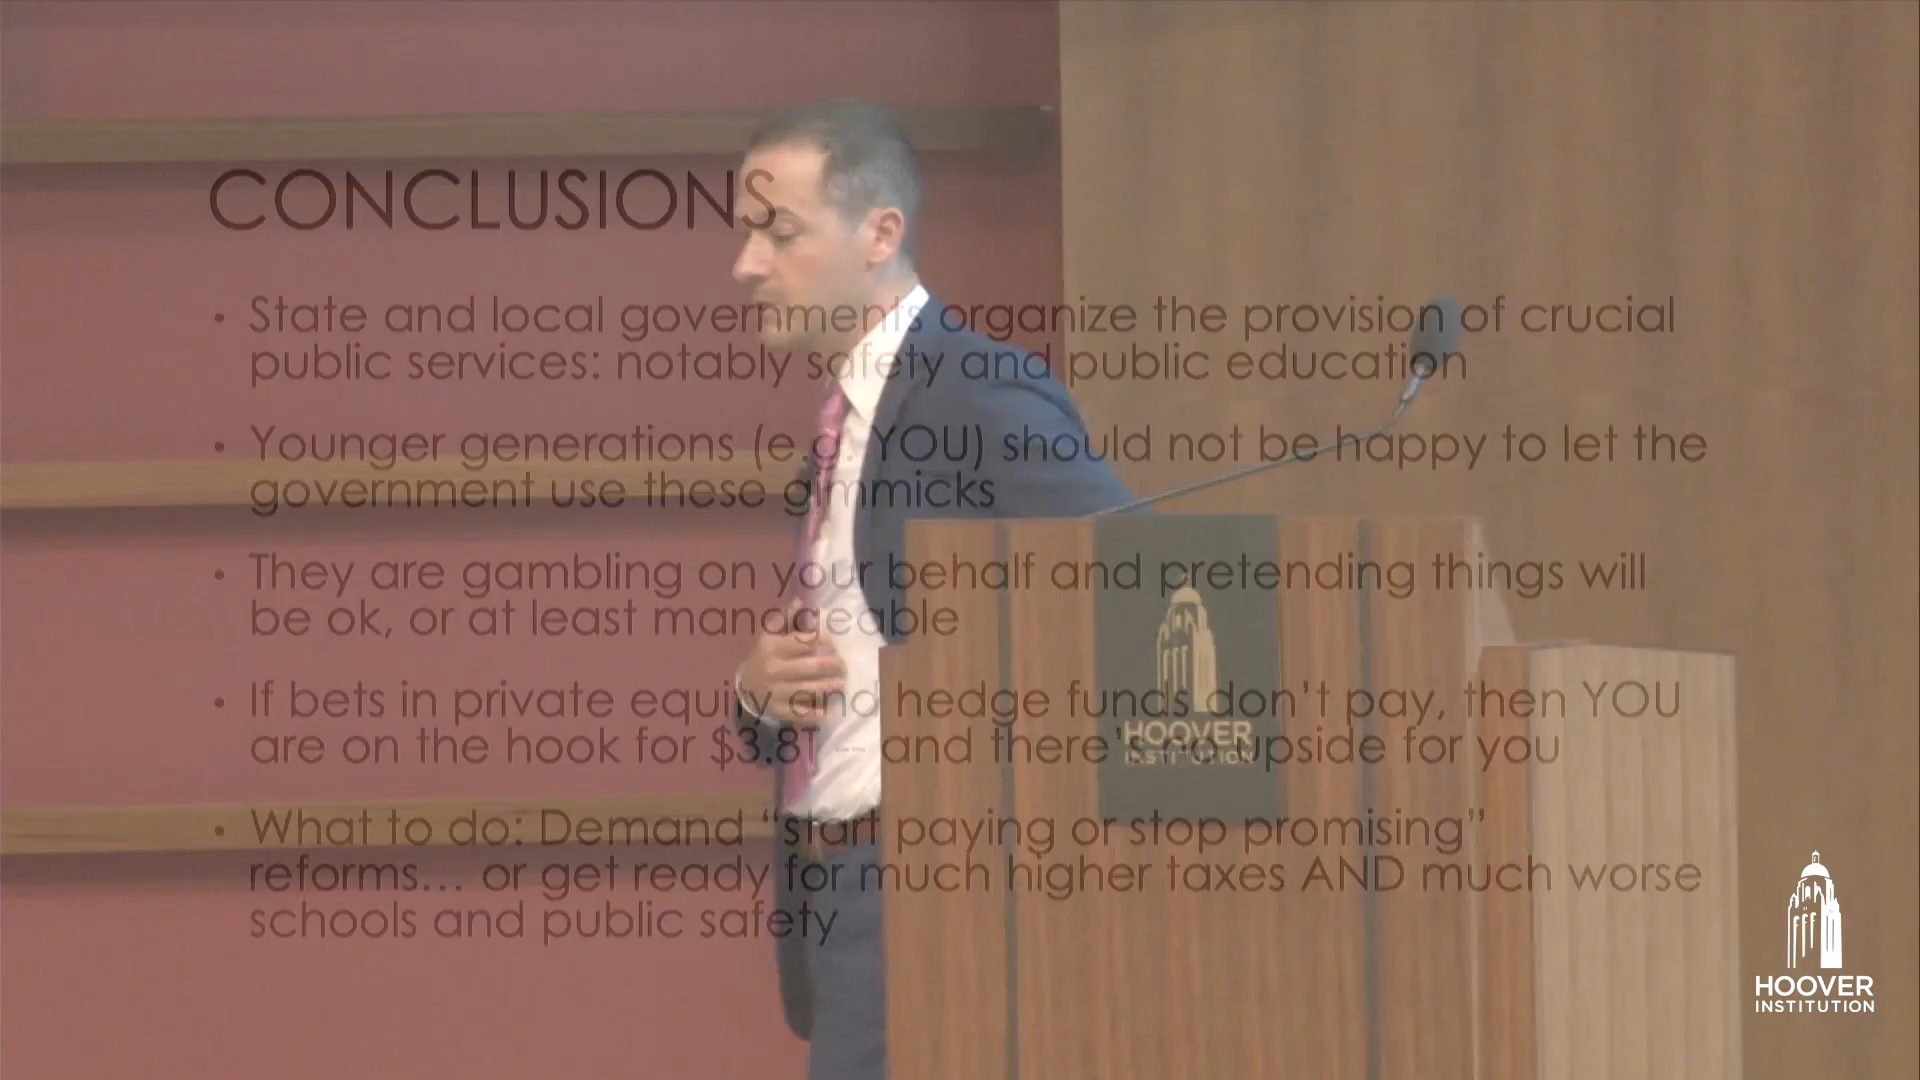 CONCLUSIONS
• State and local governments organize the provision of crucial
public services: notably safety and public education
• Younger generations (e.g. YOU) should not be happy to let the
government use these gimmicks
• They are gambling on your behalf and pretending things will
be ok, or at least manageable
• If bets in private equity and hedge funds don't pay, then YOU
are on the hook for $3.8T and there's no upside for you
• What to do: Demand “start paying or stop promising”
reforms… or get ready for much higher taxes AND much worse
schools and public safety
HOOVER
INSTITUTION
HOOVER
INSTITUTION